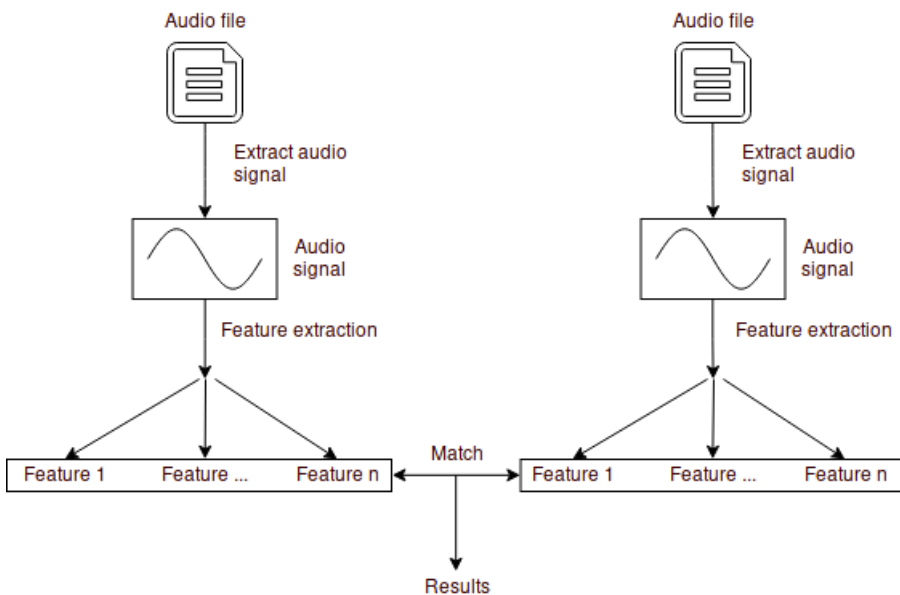 Audio file
Audio file
Extract audio
signal
Extract audio
signal
Audio
signal
Audio
signal
Feature extraction
Feature extraction
Match
Feature 1 Feature ... Feature n
Feature 1 Feature ... Feature n
Results